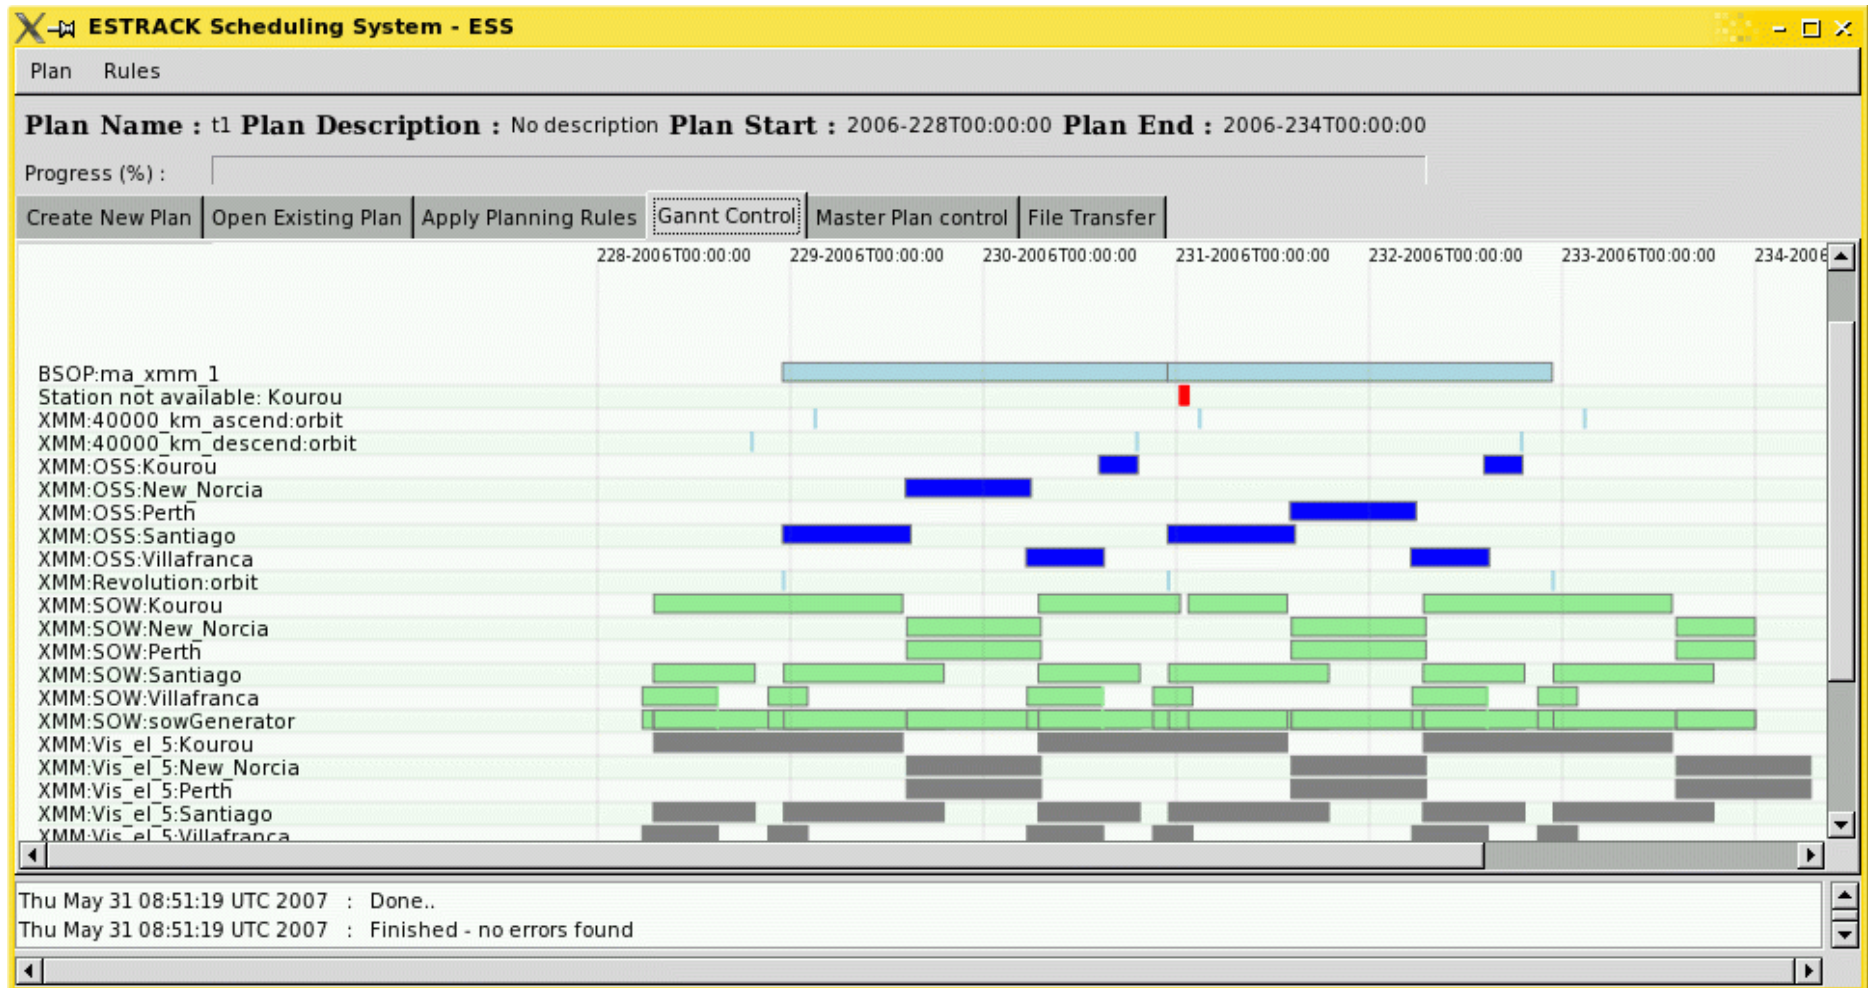 ESTRACK Scheduling System - ESS
Plan Rules
Plan Name : t1 Plan Description : No description Plan Start : 2006-228T00:00:00 Plan End : 2006-234T00:00:00
Progress (%) :
Create New Plan Open Existing Plan Apply Planning Rules Gannt Control Master Plan control File Transfer
228-2006T00:00:00 229-2006T00:00:00 230-2006T00:00:00 231-2006T00:00:00 232-2006T00:00:00 233-2006T00:00:00 234-2006
BSOP:ma_xmm_1
Station not available: Kourou
XMM:40000_km_ascend:orbit
XMM:40000_km_descend:orbit
XMM:OSS:Kourou
XMM:OSS:New_Norcia
XMM:OSS:Perth
XMM:OSS:Santiago
XMM:OSS:Villafranca
XMM:Revolution:orbit
XMM:SOW:Kourou
XMM:SOW:New_Norcia
XMM:SOW:Perth
XMM:SOW:Santiago
XMM:SOW:Villafranca
XMM:SOW:sowGenerator
XMM:Vis_el_5:Kourou
XMM:Vis_el_5:New_Norcia
XMM:Vis_el_5:Perth
XMM:Vis_el_5:Santiago
XMM:Vis_el_5:Villafranca
Thu May 31 08:51:19 UTC 2007 : Done..
Thu May 31 08:51:19 UTC 2007 : Finished - no errors found